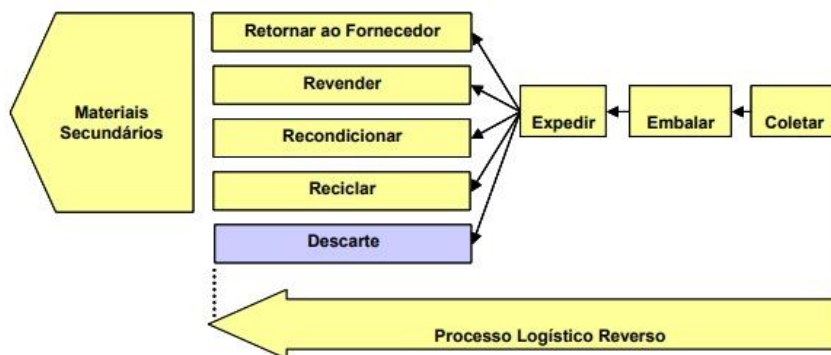 Retornar ao Fornecedor
Revender
Materiais
Secundários
Recondicionar
Reciclar
Descarte
Expedir
Embalar
Coletar
Processo Logístico Reverso